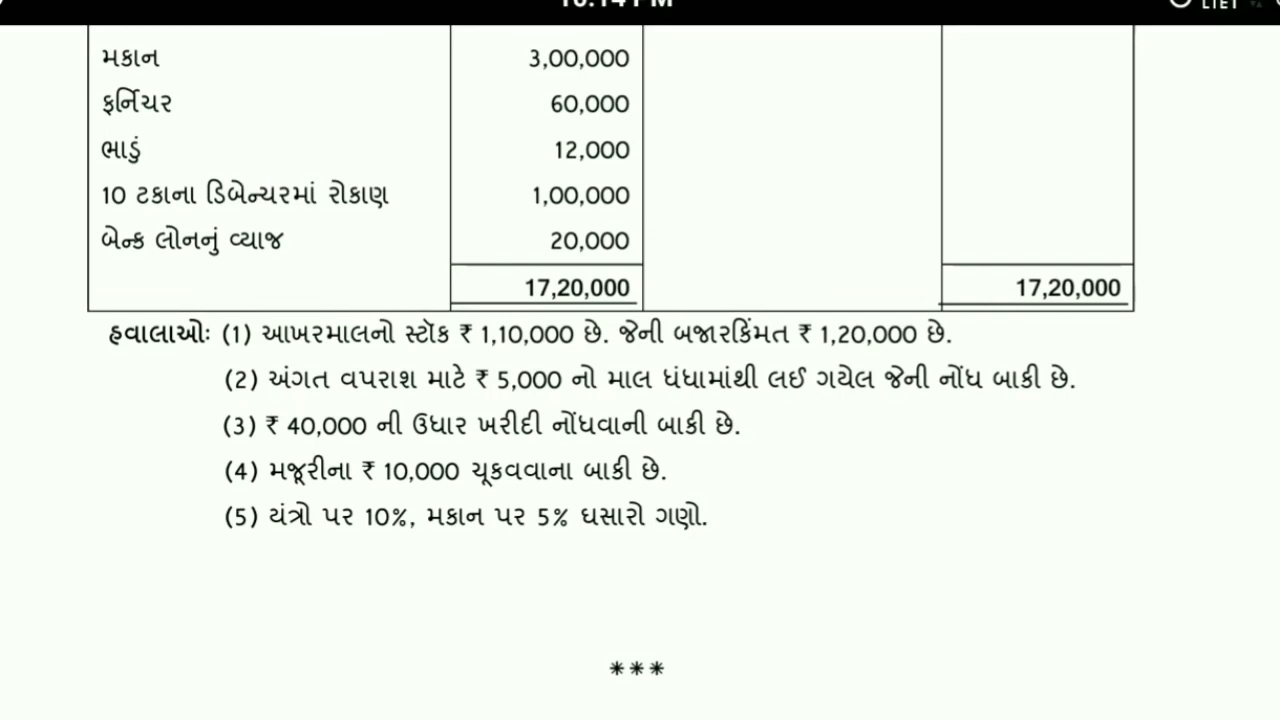 મકાન 3,00,000
ફર્નિચર 60,000
ભાડું 12,000
10 ટકાના ડિબેન્ચરમાં રોકાણ 1,00,000
બેન્ક લોનનું વ્યાજ 20,000
17,20,000 17,20,000
હવાલાઓઃ (1) આખરમાલનો સ્ટૉક ₹ 1,10,000 છે. જેની બજારકિંમત ₹ 1,20,000 છે.
(2) અંગત વપરાશ માટે ₹ 5,000 નો માલ ધંધામાંથી લઈ ગયેલ જેની નોંધ બાકી છે.
(3) ₹ 40,000 ની ઉધાર ખરીદી નોંધવાની બાકી છે.
(4) મજૂરીના ₹ 10,000 ચૂકવવાના બાકી છે.
(5) યંત્રો પર 10%, મકાન પર 5% ઘસારો ગણો.
***